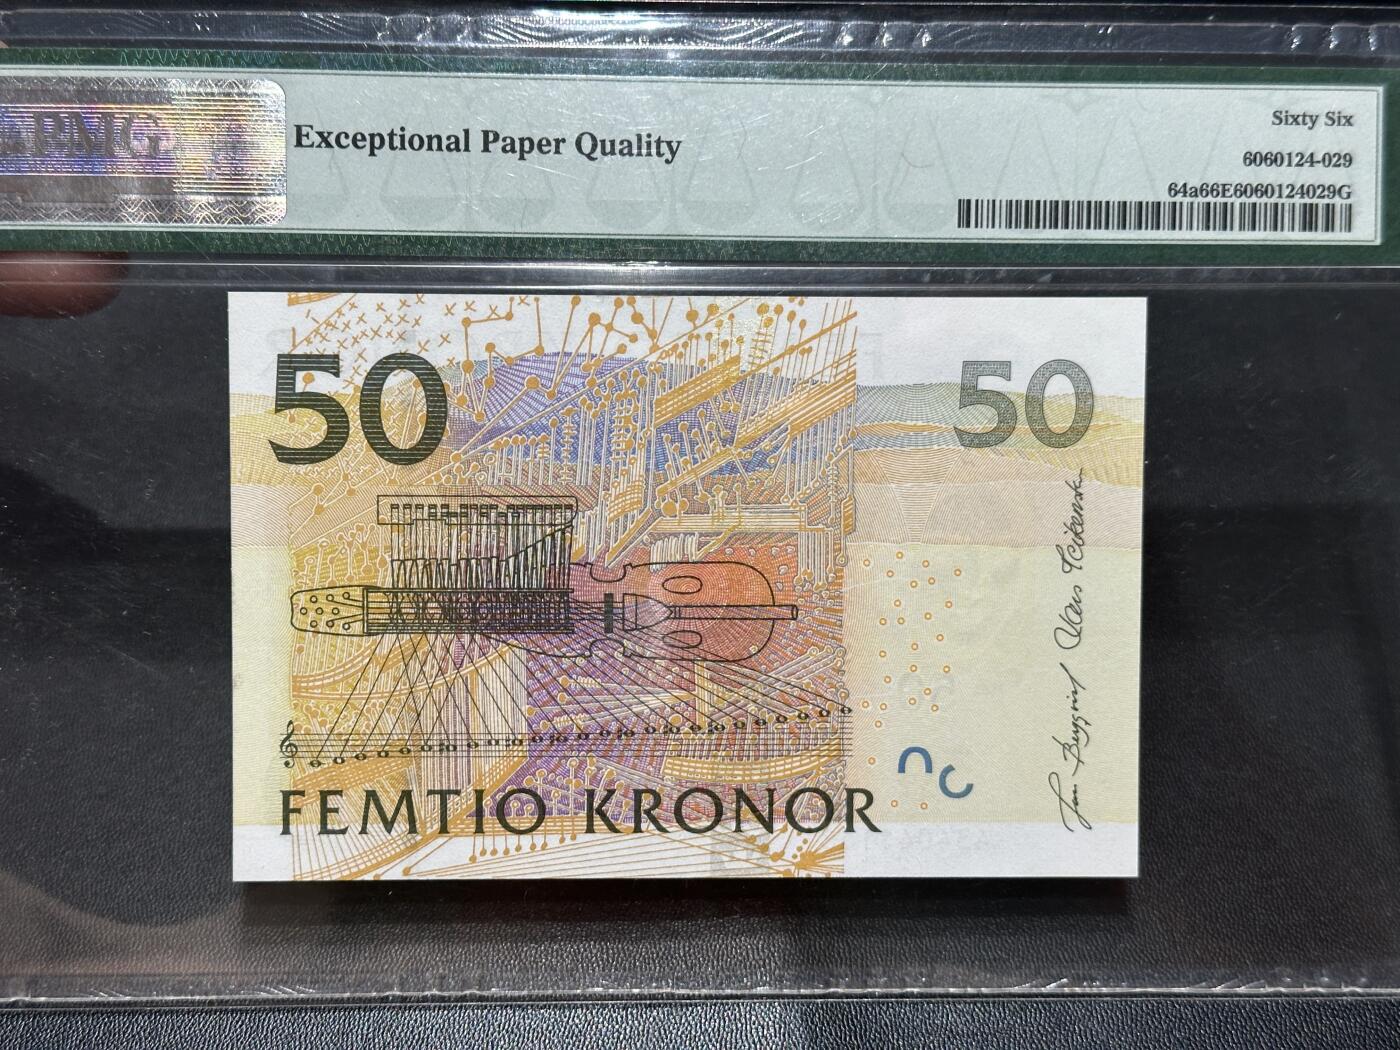 PMG
Exceptional Paper Quality
Sixty Six
6060124-029
64a66E6060124029G
50
50
FEMTIO KRONOR